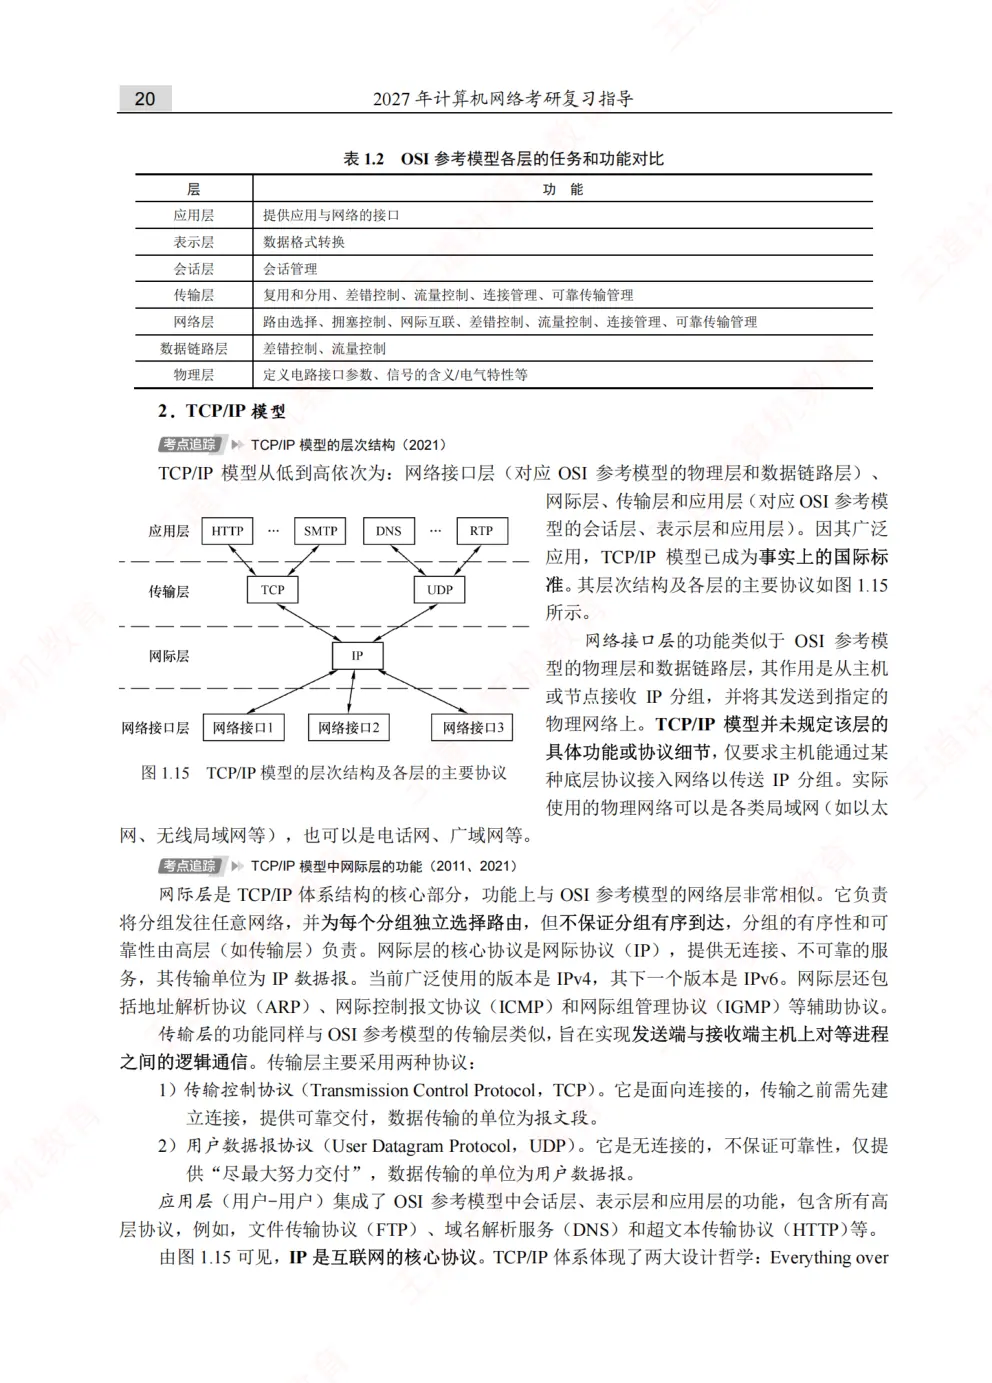 20
2027 年计算机网络考研复习指导
表 1.2 OSI 参考模型各层的任务和功能对比
层 功 能
应用层 提供应用与网络的接口
表示层 数据格式转换
会话层 会话管理
传输层 复用和分用、差错控制、流量控制、连接管理、可靠传输管理
网络层 路由选择、拥塞控制、网际互联、差错控制、流量控制、连接管理、可靠传输管理
数据链路层 差错控制、流量控制
物理层 定义电路接口参数、信号的含义/电气特性等
2．TCP/IP 模型
考点追踪 TCP/IP 模型的层次结构（2021）
TCP/IP 模型从低到高依次为：网络接口层（对应 OSI 参考模型的物理层和数据链路层）、
网际层、传输层和应用层（对应 OSI 参考模
型的会话层、表示层和应用层）。因其广泛
应用，TCP/IP 模型已成为事实上的国际标
准。其层次结构及各层的主要协议如图 1.15
所示。
应用层 HTTP … SMTP DNS … RTP
传输层 TCP UDP
网际层 IP
网络接口层 网络接口1 网络接口2 网络接口3
图 1.15 TCP/IP 模型的层次结构及各层的主要协议
网络接口层的功能类似于 OSI 参考模
型的物理层和数据链路层，其作用是从主机
或节点接收 IP 分组，并将其发送到指定的
物理网络上。TCP/IP 模型并未规定该层的
具体功能或协议细节，仅要求主机能通过某
种底层协议接入网络以传送 IP 分组。实际
使用的物理网络可以是各类局域网（如以太
网、无线局域网等），也可以是电话网、广域网等。
考点追踪 TCP/IP 模型中网际层的功能（2011、2021）
网际层是 TCP/IP 体系结构的核心部分，功能上与 OSI 参考模型的网络层非常相似。它负责
将分组发往任意网络，并为每个分组独立选择路由，但不保证分组有序到达，分组的有序性和可
靠性由高层（如传输层）负责。网际层的核心协议是网际协议（IP），提供无连接、不可靠的服
务，其传输单位为 IP 数据报。当前广泛使用的版本是 IPv4，其下一个版本是 IPv6。网际层还包
括地址解析协议（ARP）、网际控制报文协议（ICMP）和网际组管理协议（IGMP）等辅助协议。
传输层的功能同样与 OSI 参考模型的传输层类似，旨在实现发送端与接收端主机上对等进程
之间的逻辑通信。传输层主要采用两种协议：
1）传输控制协议（Transmission Control Protocol，TCP）。它是面向连接的，传输之前需先建
立连接，提供可靠交付，数据传输的单位为报文段。
2）用户数据报协议（User Datagram Protocol，UDP）。它是无连接的，不保证可靠性，仅提
供“尽最大努力交付”，数据传输的单位为用户数据报。
应用层（用户-用户）集成了 OSI 参考模型中会话层、表示层和应用层的功能，包含所有高
层协议，例如，文件传输协议（FTP）、域名解析服务（DNS）和超文本传输协议（HTTP）等。
由图 1.15 可见，IP 是互联网的核心协议。TCP/IP 体系体现了两大设计哲学：Everything over